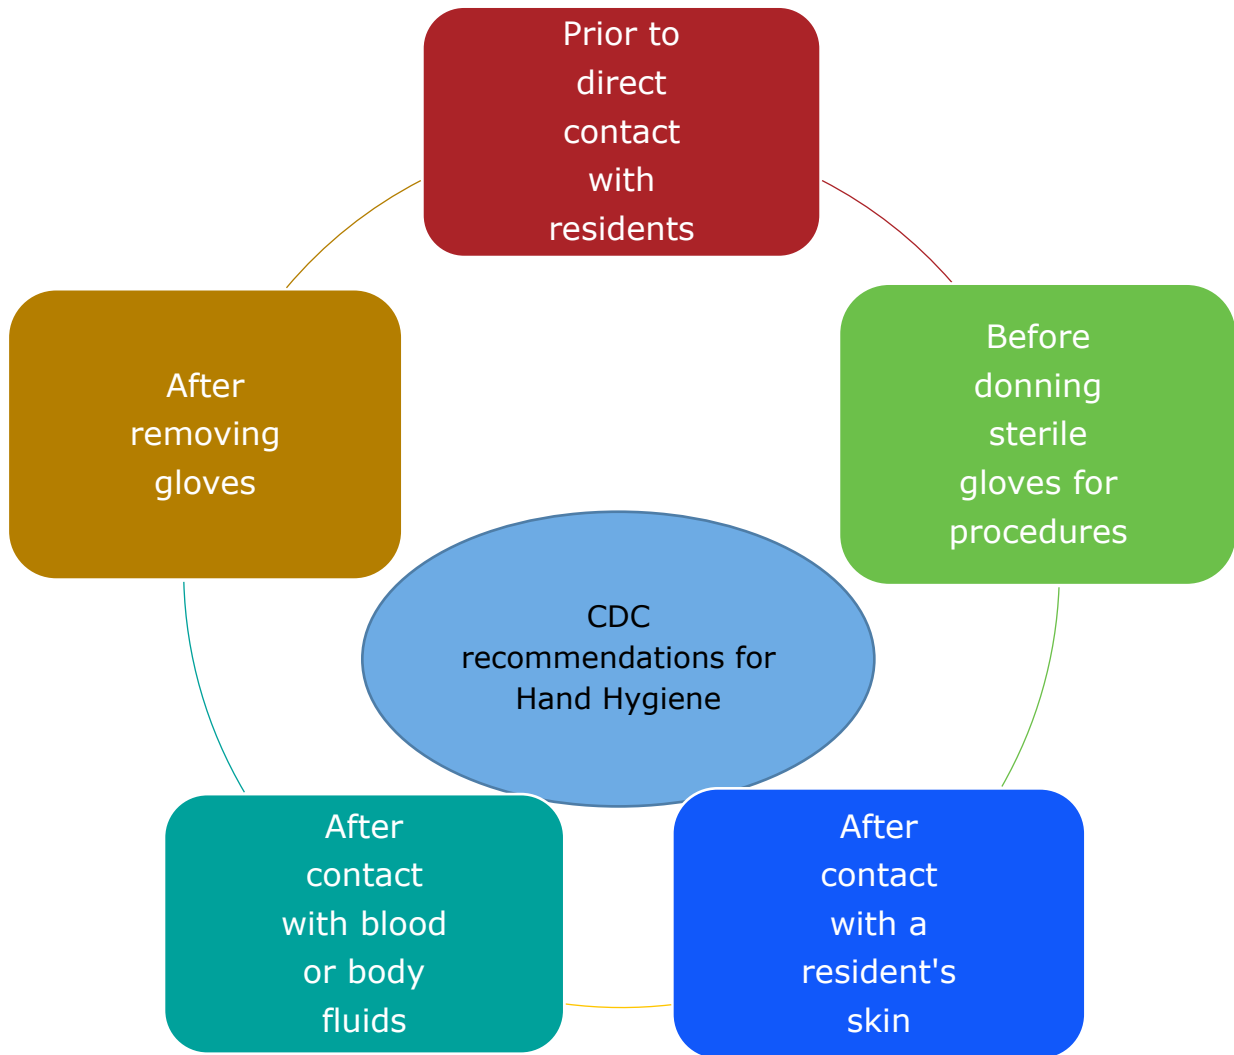 Prior to
direct
contact
with
residents
Before
donning
sterile
gloves for
procedures
After
contact
with a
resident's
skin
After
contact
with blood
or body
fluids
After
removing
gloves
CDC
recommendations for
Hand Hygiene